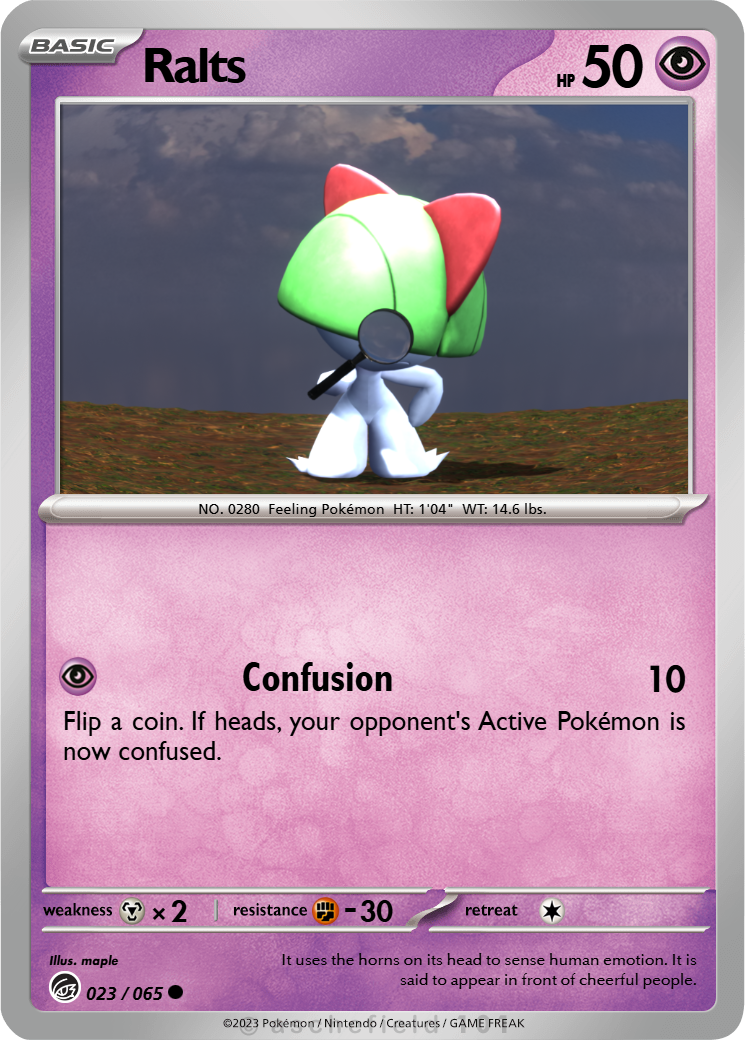 BASIC
Ralts
HP 50
NO. 0280 Feeling Pokémon HT: 1'04" WT: 14.6 lbs.
Confusion 10
Flip a coin. If heads, your opponent's Active Pokémon is
now confused.
weakness × 2 resistance -30 retreat
Illus. maple
It uses the horns on its head to sense human emotion. It is
said to appear in front of cheerful people.
023 / 065
©2023 Pokémon / Nintendo / Creatures / GAME FREAK